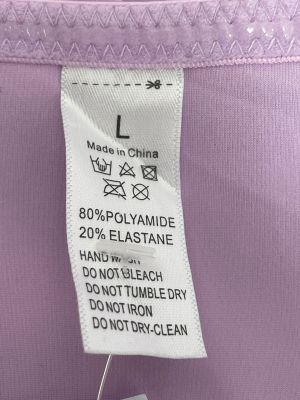 L
Made in China
80%POLYAMIDE
20% ELASTANE
HAND WASH
DO NOT BLEACH
DO NOT TUMBLE DRY
DO NOT IRON
DO NOT DRY-CLEAN